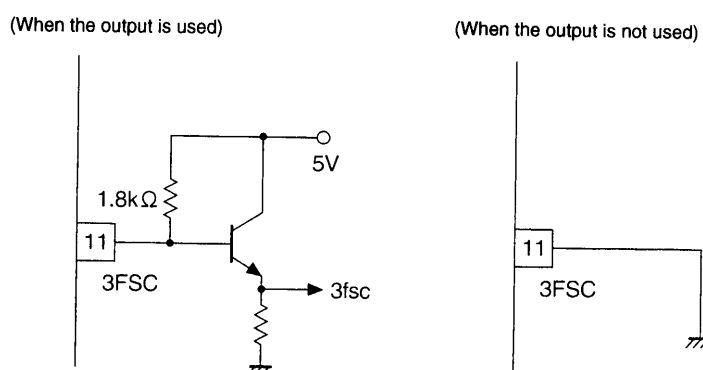 (When the output is used)
(When the output is not used)
5V
1.8kΩ
11
3FSC
3fsc
11
3FSC